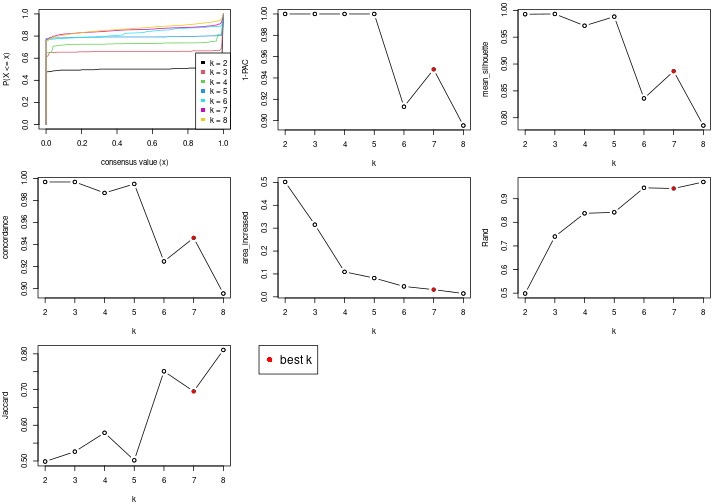 P(X <= x)
0.0 0.2 0.4 0.6 0.8 1.0
0.0 0.2 0.4 0.6 0.8 1.0
consensus value (x)
k = 2
k = 3
k = 4
k = 5
k = 6
k = 7
k = 8
1-PAC
0.90 0.92 0.94 0.96 0.98 1.00
2 3 4 5 6 7 8
k
mean_silhouette
0.80 0.85 0.90 0.95 1.00
2 3 4 5 6 7 8
k
concordance
0.90 0.92 0.94 0.96 0.98 1.00
2 3 4 5 6 7 8
k
area_increased
0.0 0.1 0.2 0.3 0.4 0.5
2 3 4 5 6 7 8
k
Rand
0.5 0.6 0.7 0.8 0.9
2 3 4 5 6 7 8
k
Jaccard
0.50 0.60 0.70 0.80
2 3 4 5 6 7 8
k
best k